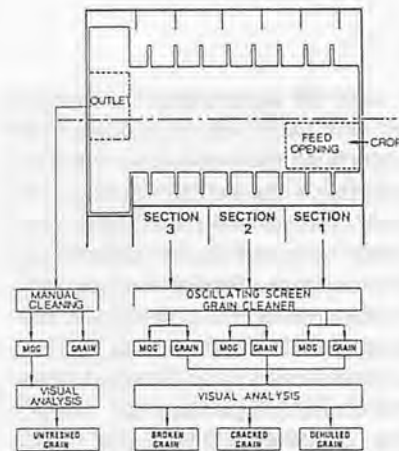 OUTLET
FEED
OPENING
CROP
SECTION
3
SECTION
2
SECTION
1
MANUAL
CLEANING
OSCILLATING SCREEN
GRAIN CLEANER
MOG
GRAIN
MOG
GRAIN
MOG
GRAIN
MOG
GRAIN
VISUAL
ANALYSIS
VISUAL ANALYSIS
UNTRESHED
GRAIN
BROKEN
GRAIN
CRACKED
GRAIN
DEHULLED
GRAIN